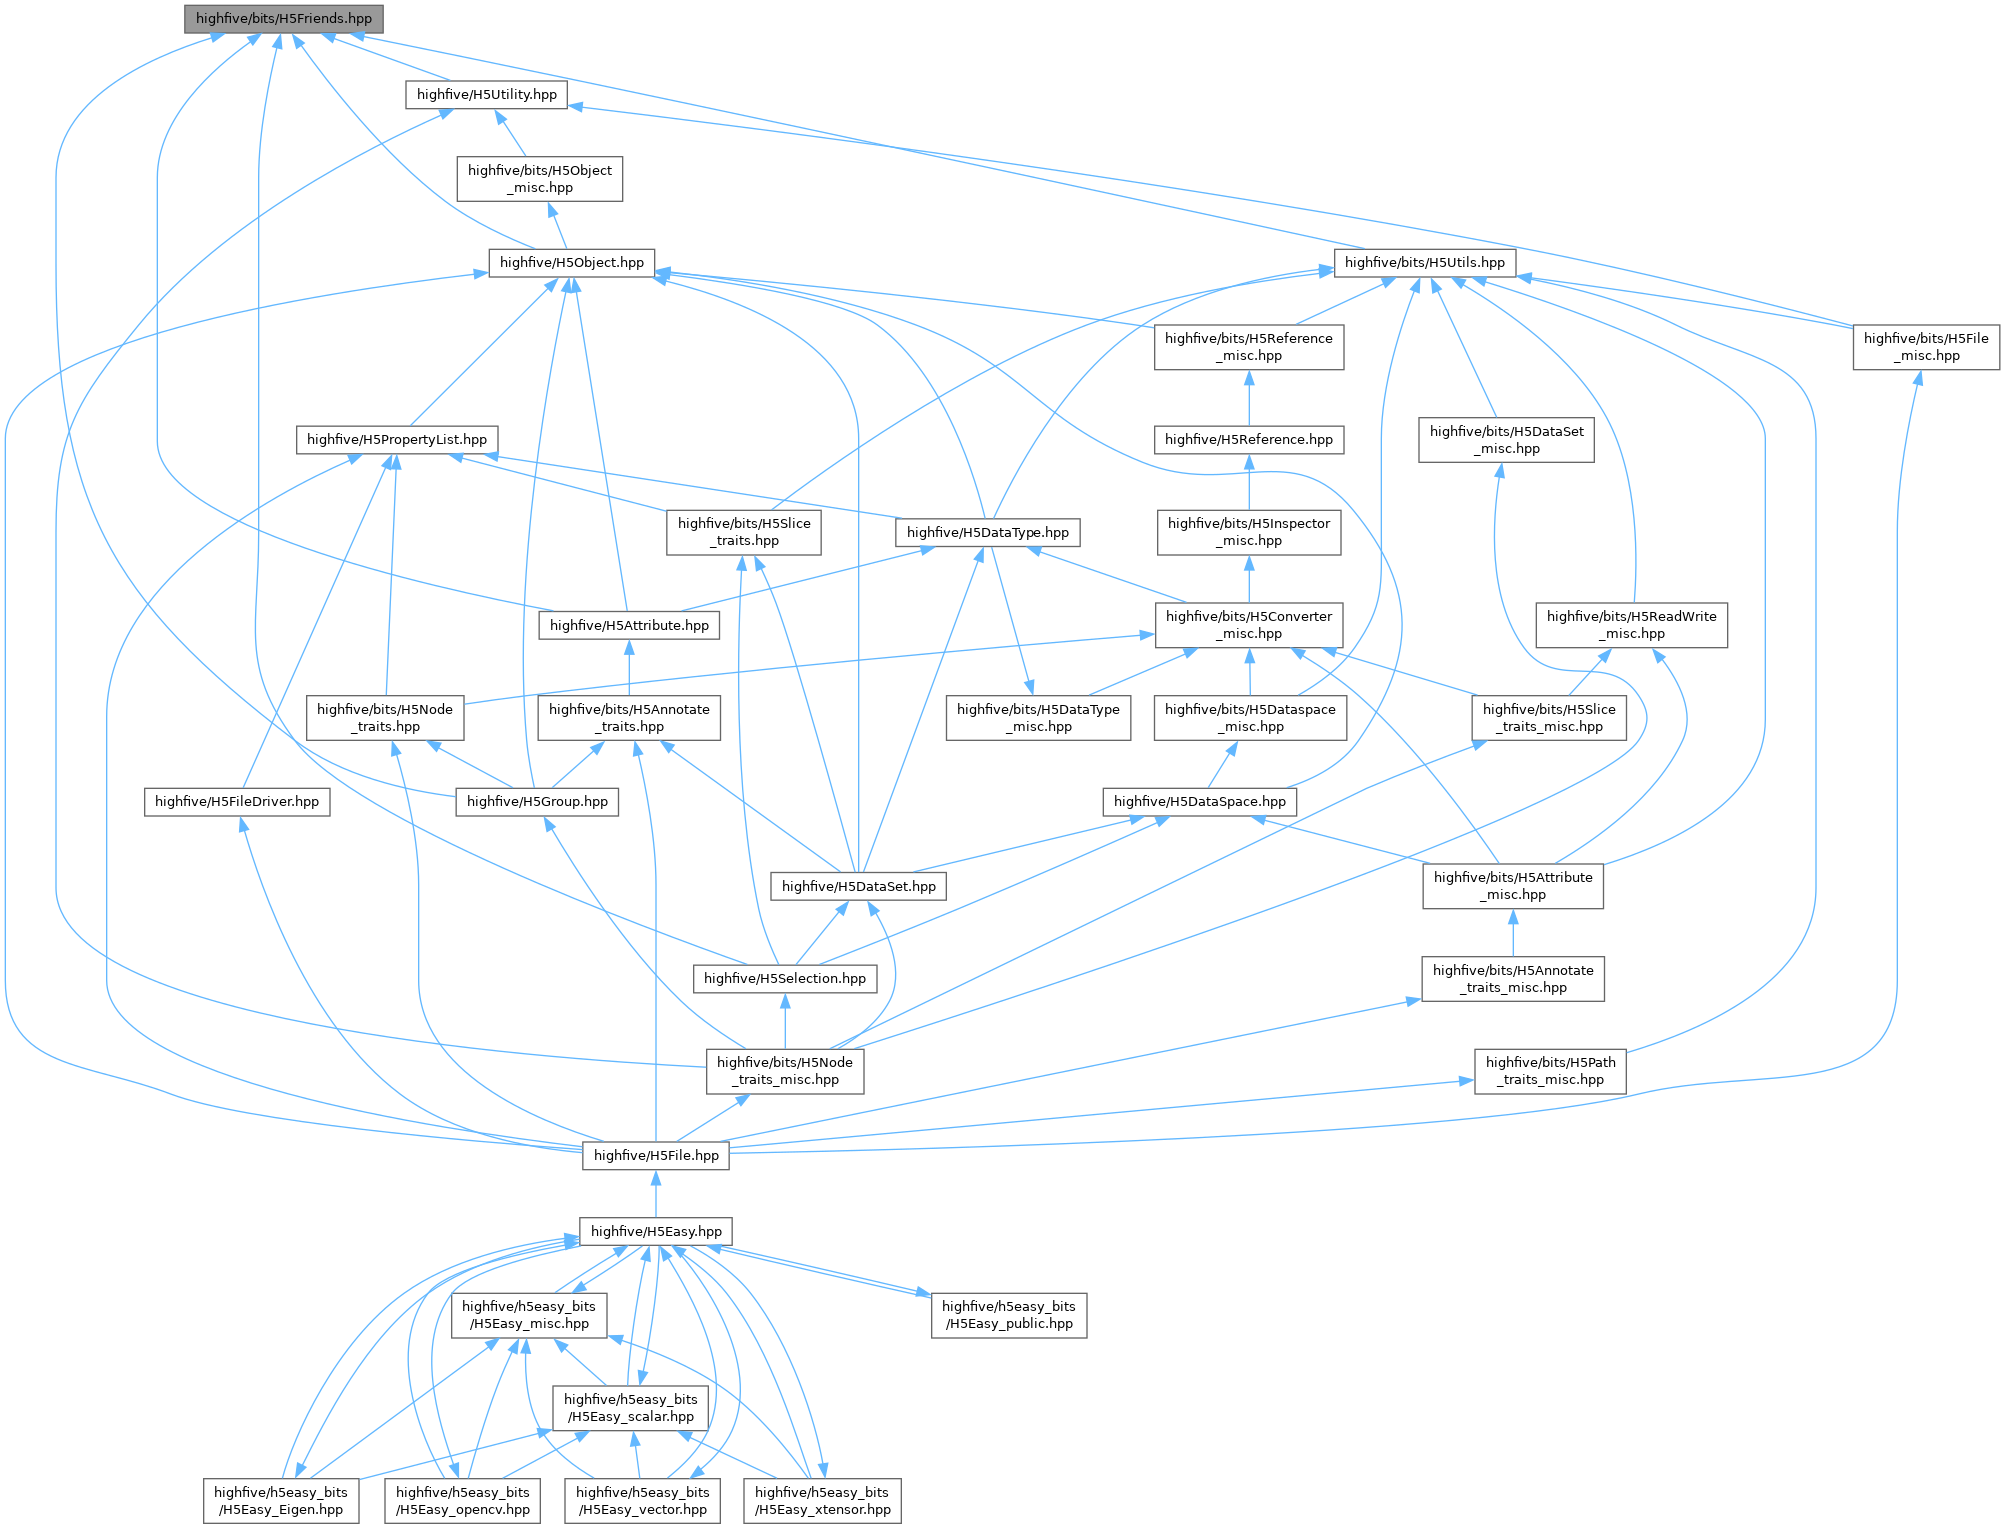 highfive/bits/H5Friends.hpp
highfive/H5Utility.hpp
highfive/bits/H5Object
_misc.hpp
highfive/H5Object.hpp
highfive/bits/H5Utils.hpp
highfive/bits/H5Reference
_misc.hpp
highfive/bits/H5File
_misc.hpp
highfive/H5PropertyList.hpp
highfive/H5Reference.hpp
highfive/bits/H5DataSet
_misc.hpp
highfive/bits/H5Slice
_traits.hpp
highfive/H5DataType.hpp
highfive/bits/H5Inspector
_misc.hpp
highfive/H5Attribute.hpp
highfive/bits/H5Converter
_misc.hpp
highfive/bits/H5ReadWrite
_misc.hpp
highfive/bits/H5Node
_traits.hpp
highfive/bits/H5Annotate
_traits.hpp
highfive/bits/H5DataType
_misc.hpp
highfive/bits/H5Dataspace
_misc.hpp
highfive/bits/H5Slice
_traits_misc.hpp
highfive/H5FileDriver.hpp
highfive/H5Group.hpp
highfive/H5DataSpace.hpp
highfive/H5DataSet.hpp
highfive/bits/H5Attribute
_misc.hpp
highfive/H5Selection.hpp
highfive/bits/H5Annotate
_traits_misc.hpp
highfive/bits/H5Node
_traits_misc.hpp
highfive/bits/H5Path
_traits_misc.hpp
highfive/H5File.hpp
highfive/H5Easy.hpp
highfive/h5easy_bits
/H5Easy_misc.hpp
highfive/h5easy_bits
/H5Easy_public.hpp
highfive/h5easy_bits
/H5Easy_scalar.hpp
highfive/h5easy_bits
/H5Easy_Eigen.hpp
highfive/h5easy_bits
/H5Easy_opencv.hpp
highfive/h5easy_bits
/H5Easy_vector.hpp
highfive/h5easy_bits
/H5Easy_xtensor.hpp